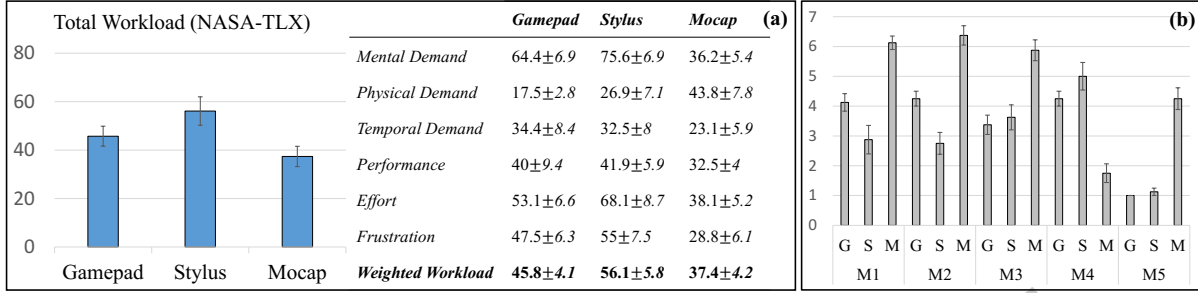 Total Workload (NASA-TLX)
80
60
40
20
0
Gamepad Stylus Mocap
(a)
Gamepad Stylus Mocap
Mental Demand 64.4±6.9 75.6±6.9 36.2±5.4
Physical Demand 17.5±2.8 26.9±7.1 43.8±7.8
Temporal Demand 34.4±8.4 32.5±8 23.1±5.9
Performance 40±9.4 41.9±5.9 32.5±4
Effort 53.1±6.6 68.1±8.7 38.1±5.2
Frustration 47.5±6.3 55±7.5 28.8±6.1
Weighted Workload 45.8±4.1 56.1±5.8 37.4±4.2
(b)
7
6
5
4
3
2
1
0
G S M G S M G S M G S M G S M
M1 M2 M3 M4 M5